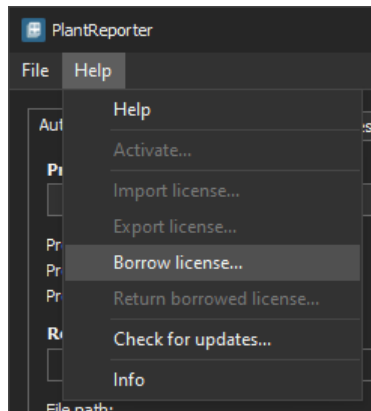 PlantReporter
File Help
Help
Activate...
Import license...
Export license...
Borrow license...
Return borrowed license...
Check for updates...
Info
File path: